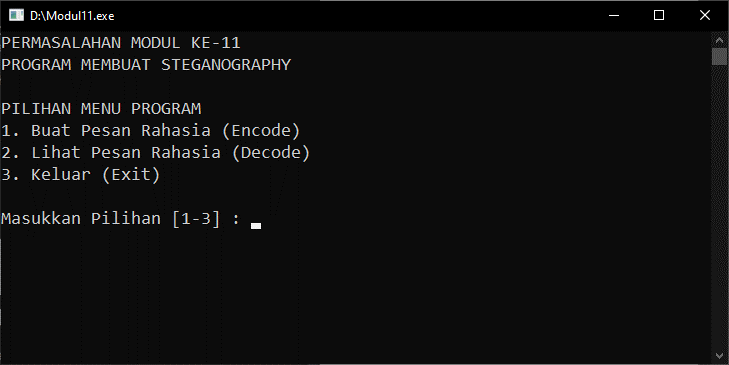 D:\Modul11.exe
PERMASALAHAN MODUL KE-11
PROGRAM MEMBUAT STEGANOGRAPHY
PILIHAN MENU PROGRAM
1. Buat Pesan Rahasia (Encode)
2. Lihat Pesan Rahasia (Decode)
3. Keluar (Exit)
Masukkan Pilihan [1-3] :